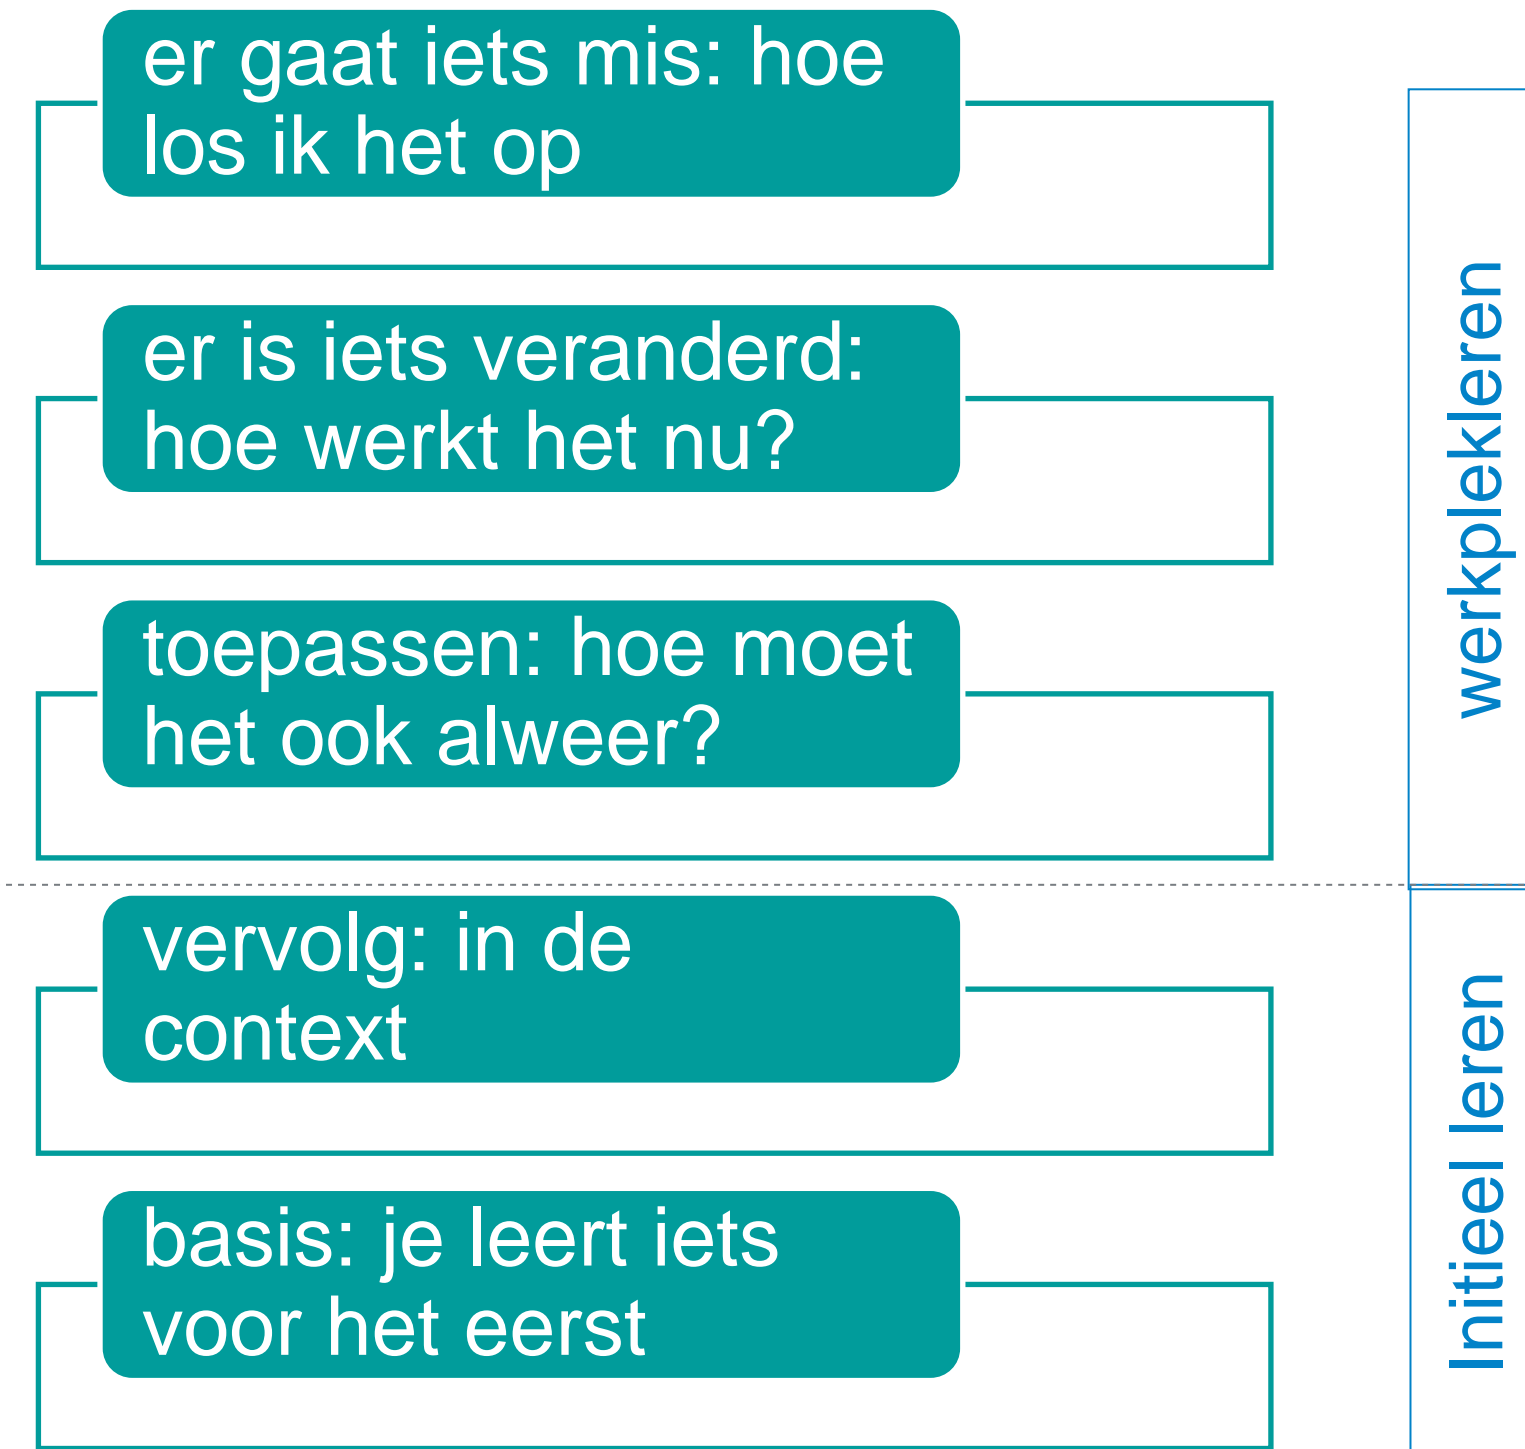 er gaat iets mis: hoe
los ik het op
er is iets veranderd:
hoe werkt het nu?
toepassen: hoe moet
het ook alweer?
werkplekleren
vervolg: in de
context
basis: je leert iets
voor het eerst
Initieel leren